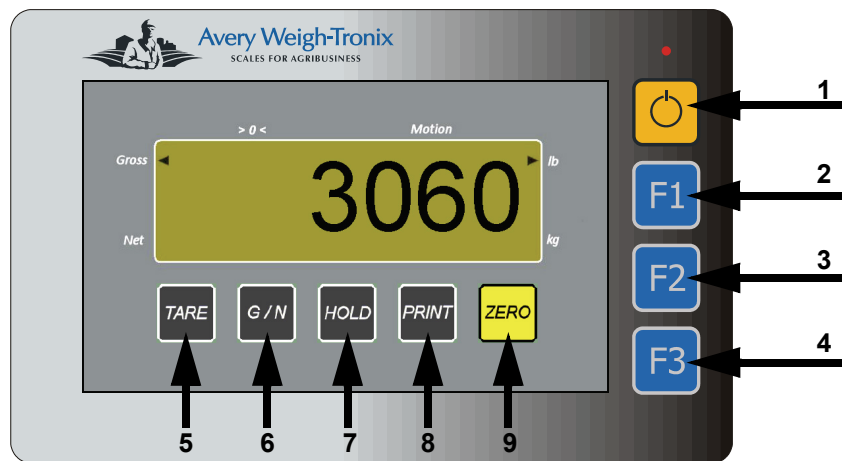 Avery Weigh-Tronix
SCALES FOR AGRIBUSINESS
1
> 0 <
Motion
Gross
lb
3060
F1
2
Net
kg
F2
3
TARE
G / N
HOLD
PRINT
ZERO
F3
4
5
6
7
8
9